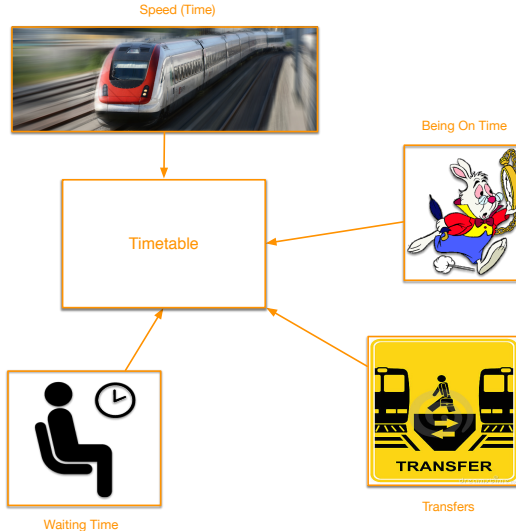 Speed (Time)
Being On Time
Timetable
TRANSFER
Waiting Time
Transfers